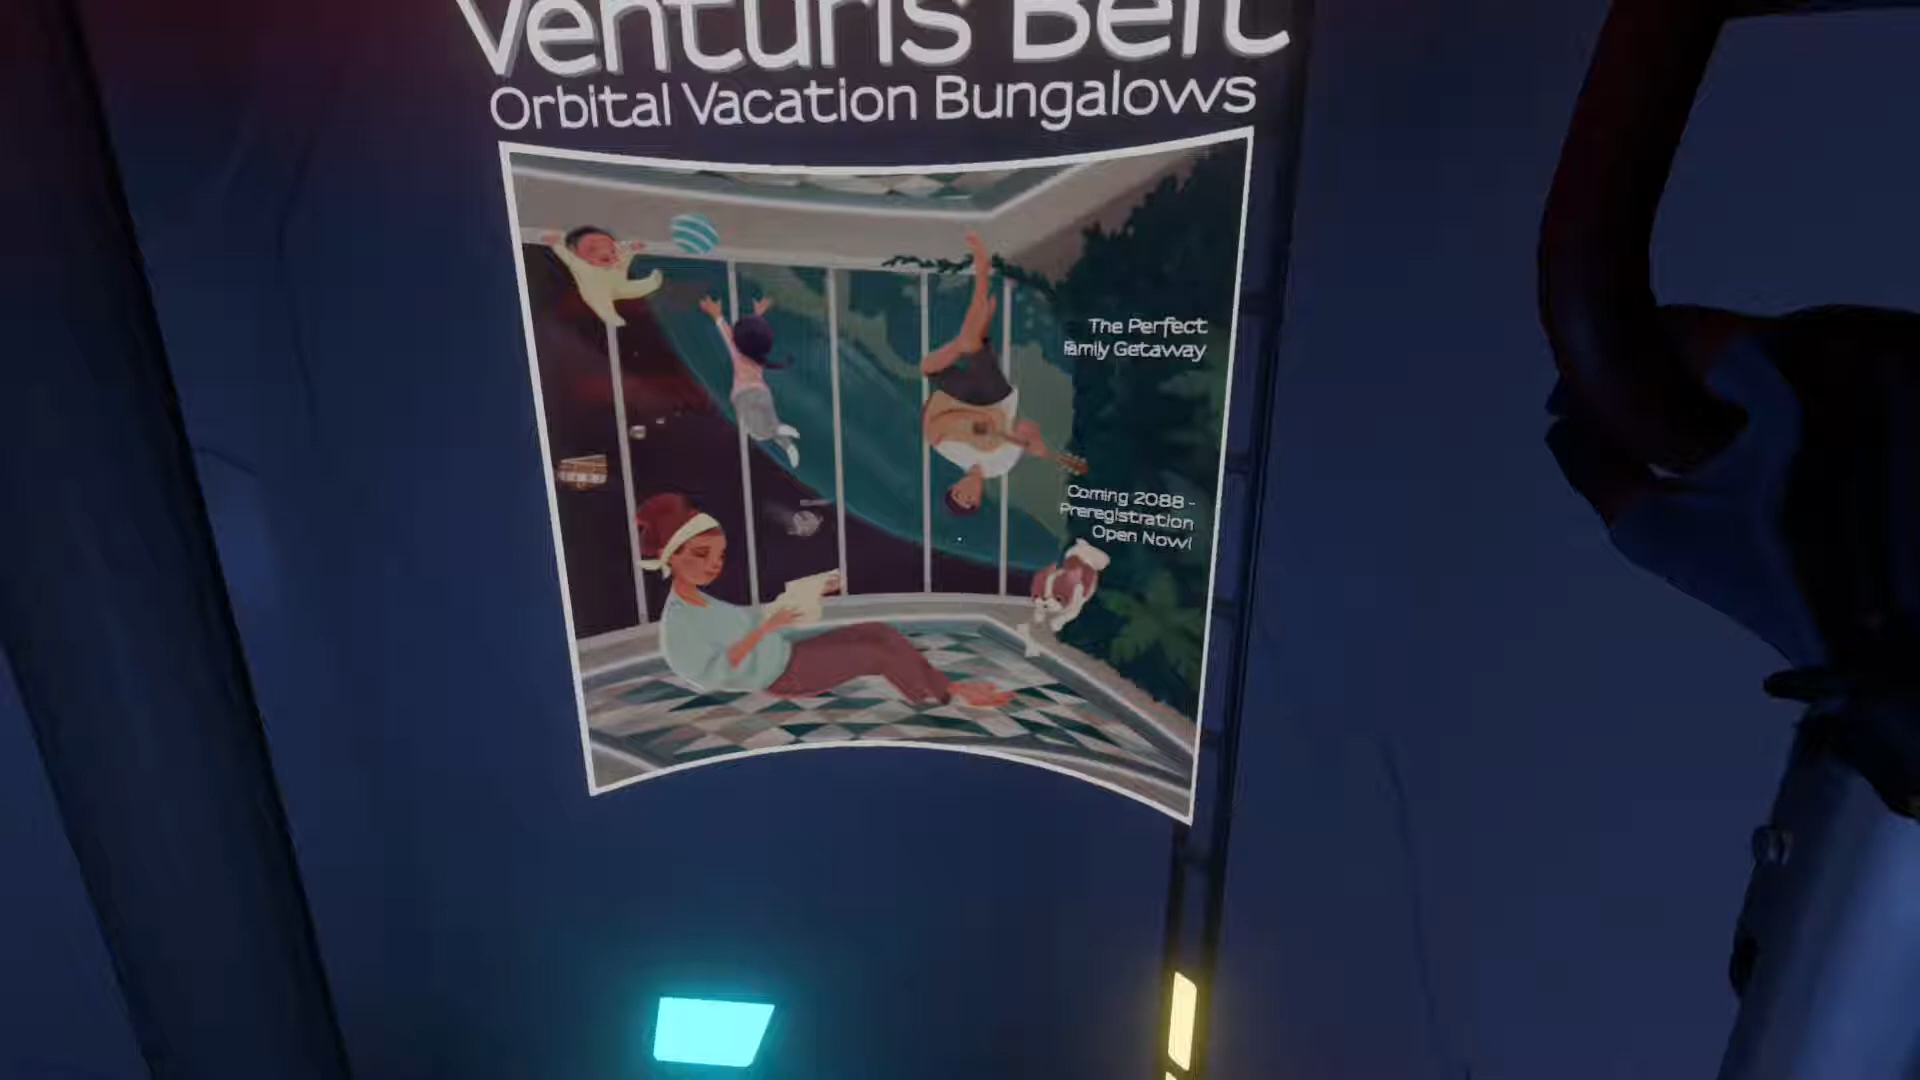 Venturis Belt
Orbital Vacation Bungalows
The Perfect
Family Getaway
Coming 2088 -
Preregistration
Open Now!